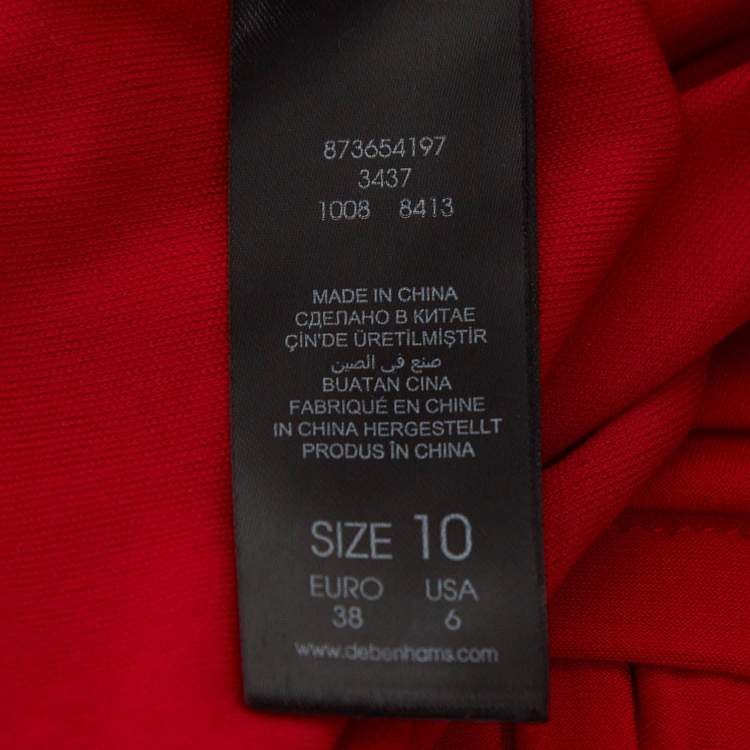 873654197
3437
1008 8413
MADE IN CHINA
СДЕЛАНО В КИТАЕ
ÇİN'DE ÜRETİLMİŞTİR
صنع في الصين
BUATAN CINA
FABRIQUÉ EN CHINE
IN CHINA HERGESTELLT
PRODUS ÎN CHINA
SIZE 10
EURO USA
38 6
www.debenhams.com